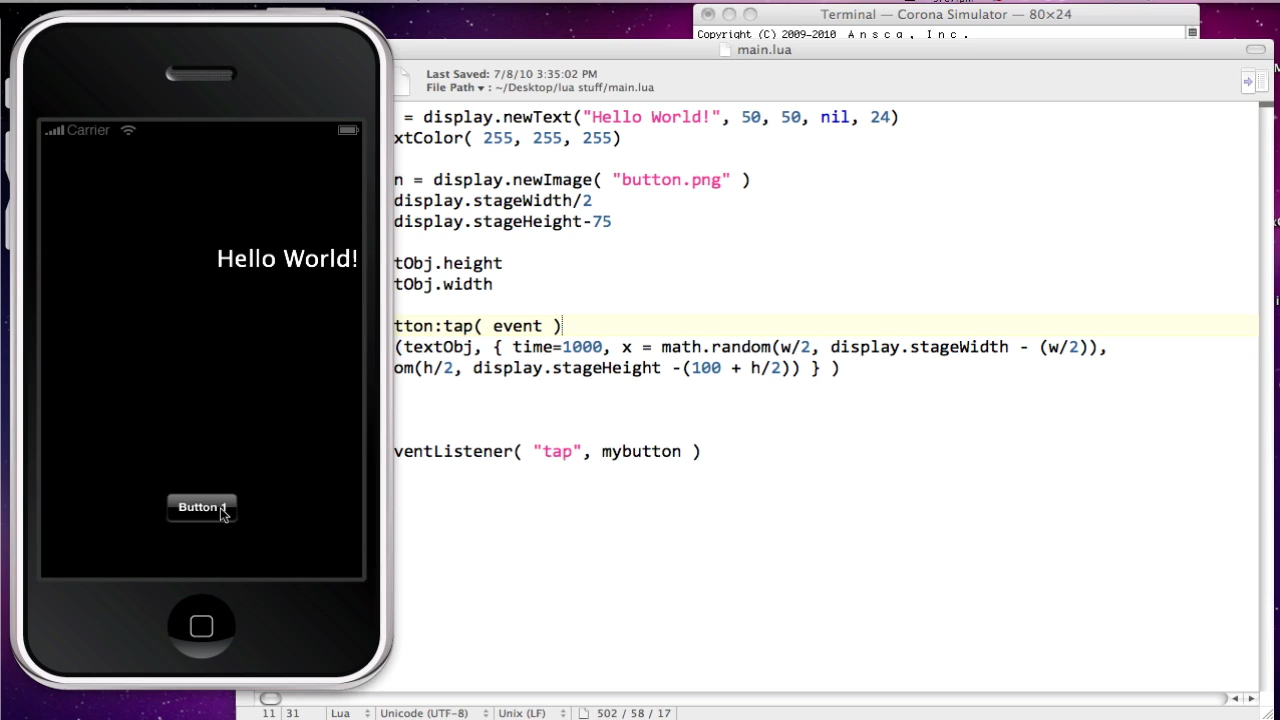 Terminal — Corona Simulator — 80×24
Copyright (C) 2009-2010 A n s c a , I n c .
main.lua
Last Saved: 7/8/10 3:35:02 PM
File Path ▾ : ~/Desktop/lua stuff/main.lua
= display.newText("Hello World!", 50, 50, nil, 24)
xtColor( 255, 255, 255)
n = display.newImage( "button.png" )
display.stageWidth/2
display.stageHeight-75
tObj.height
tObj.width
tton:tap( event )
(textObj, { time=1000, x = math.random(w/2, display.stageWidth - (w/2)),
om(h/2, display.stageHeight -(100 + h/2)) } )
ventListener( "tap", mybutton )
Carrier
Hello World!
Button 1
11 31 Lua Unicode (UTF-8) Unix (LF) 502 / 58 / 17